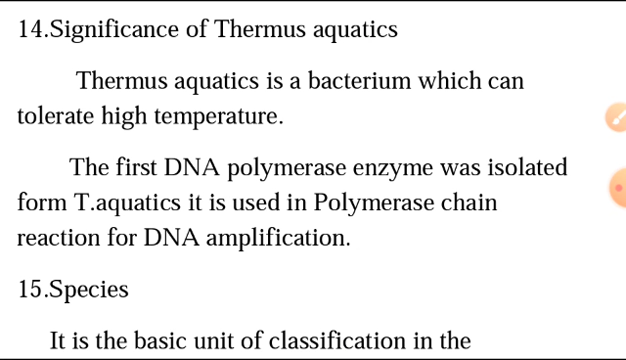 14.Significance of Thermus aquatics
Thermus aquatics is a bacterium which can
tolerate high temperature.
The first DNA polymerase enzyme was isolated
form T.aquatics it is used in Polymerase chain
reaction for DNA amplification.
15.Species
It is the basic unit of classification in the